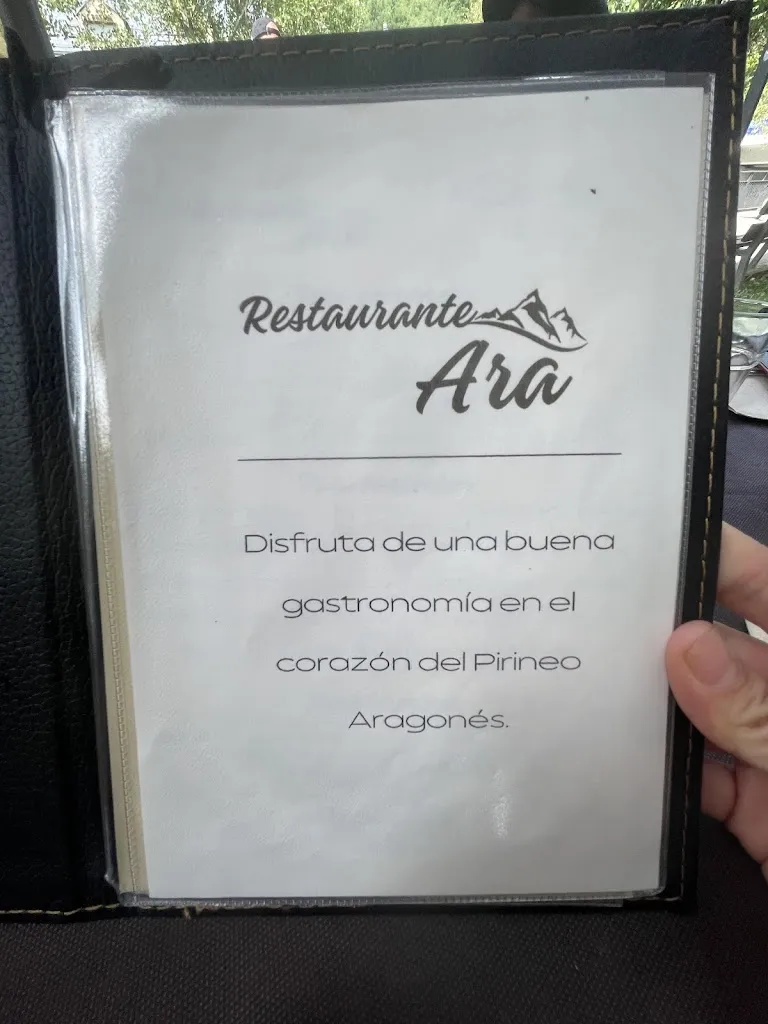 Restaurante
Ara
Disfruta de una buena
gastronomía en el
corazón del Pirineo
Aragonés.